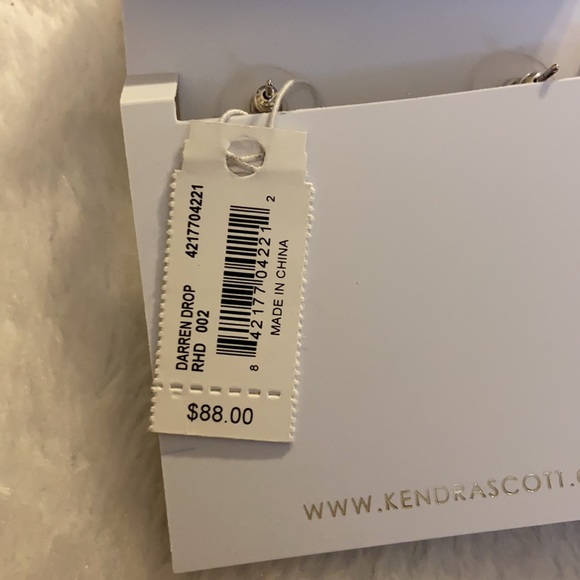 DARREN DROP 4217704221
RHD 002
8 42177 04221 2
MADE IN CHINA
$88.00
WWW.KENDRASCOTT.